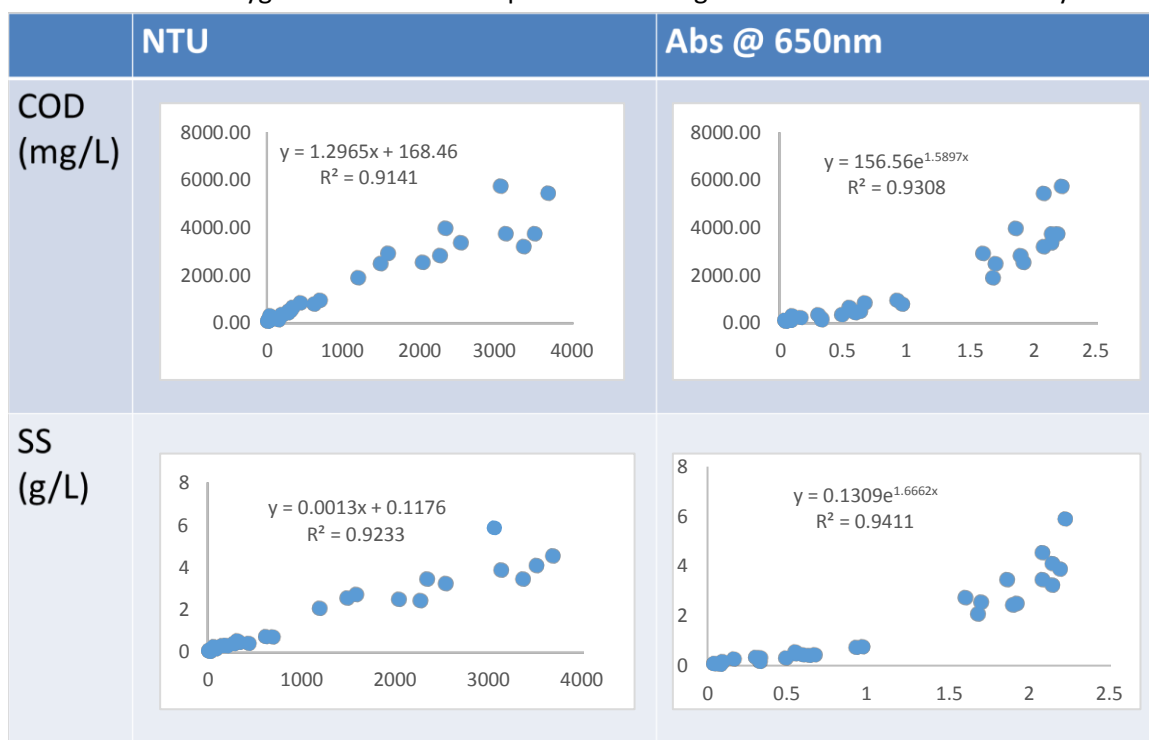 NTU Abs @ 650nm
COD
(mg/L)
8000.00
6000.00
4000.00
2000.00
0.00
y = 1.2965x + 168.46
R² = 0.9141
0 1000 2000 3000 4000
8000.00
6000.00
4000.00
2000.00
0.00
y = 156.56e^1.5897x
R² = 0.9308
0 0.5 1 1.5 2 2.5
SS
(g/L)
8
6
4
2
0
y = 0.0013x + 0.1176
R² = 0.9233
0 1000 2000 3000 4000
8
6
4
2
0
y = 0.1309e^1.6662x
R² = 0.9411
0 0.5 1 1.5 2 2.5